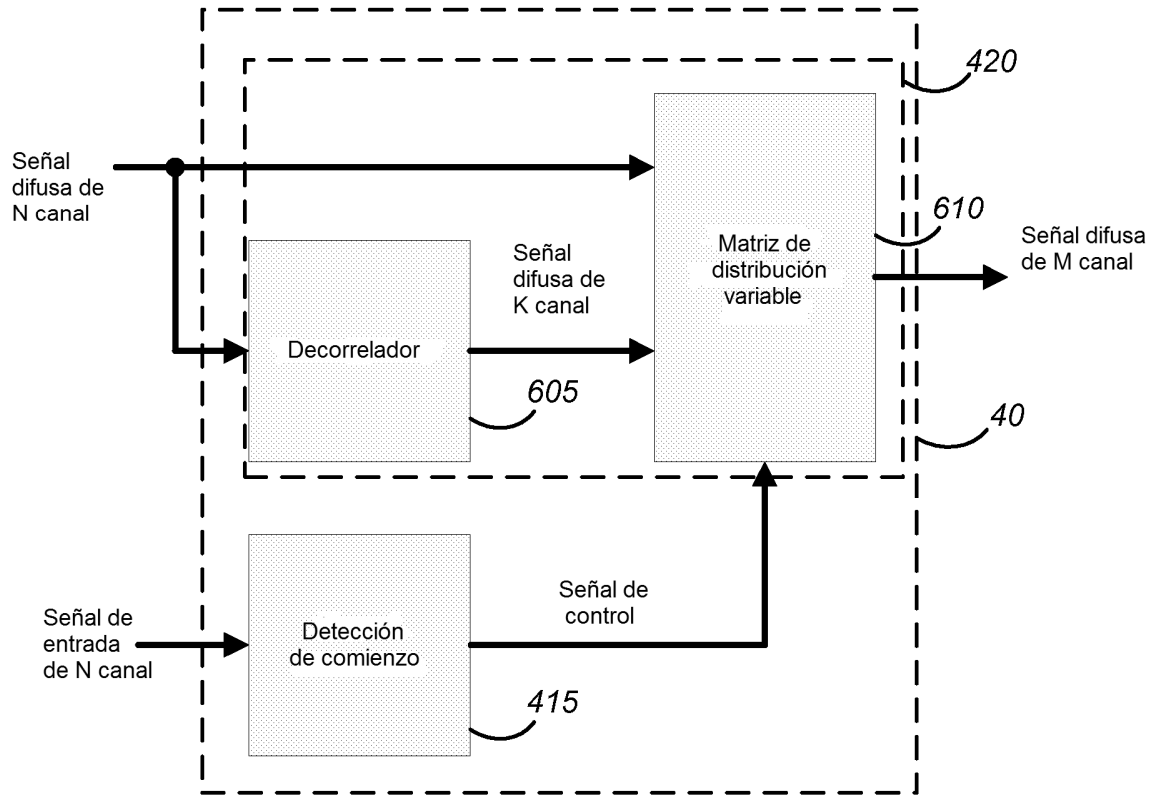 420
Señal
difusa de
N canal
Matriz de
distribución
variable
610
Señal difusa
de M canal
Señal
difusa de
K canal
Decorrelador
605
40
Señal de
entrada
de N canal
Detección
de comienzo
Señal de
control
415